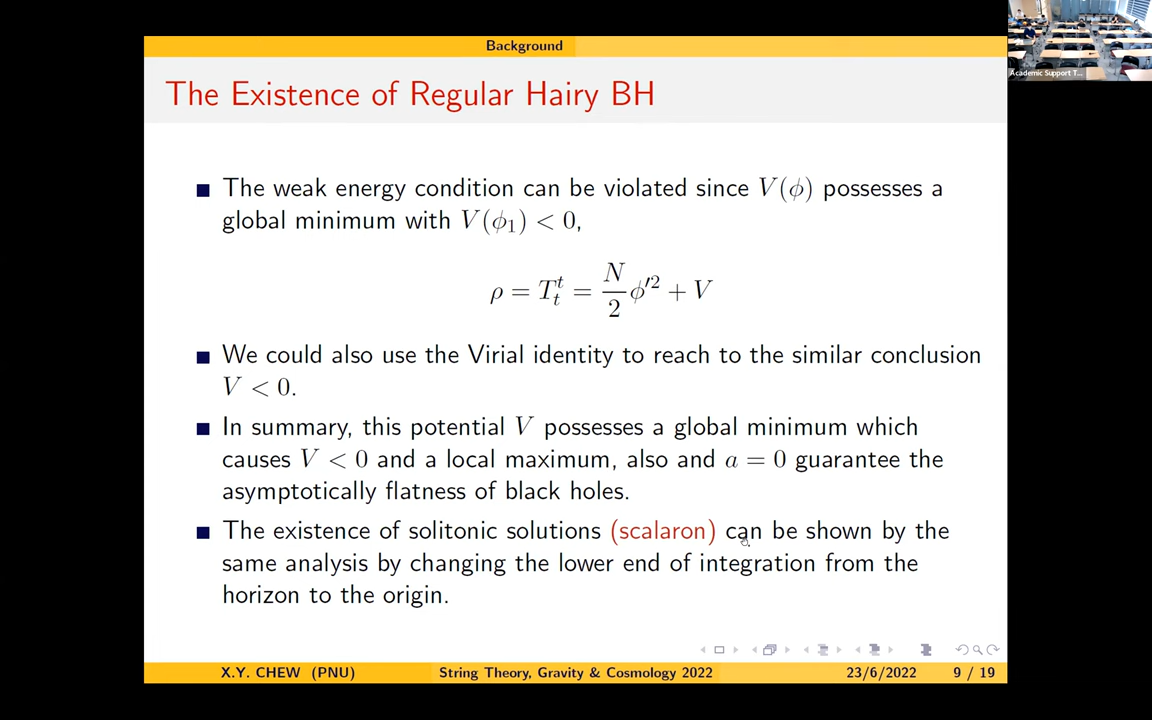 Background
Academic Support T...
The Existence of Regular Hairy BH
The weak energy condition can be violated since V(ϕ) possesses a
global minimum with V(ϕ₁) < 0,
ρ = Tₜᵗ = N/2 ϕ′² + V
We could also use the Virial identity to reach to the similar conclusion
V < 0.
In summary, this potential V possesses a global minimum which
causes V < 0 and a local maximum, also and a = 0 guarantee the
asymptotically flatness of black holes.
The existence of solitonic solutions (scalaron) can be shown by the
same analysis by changing the lower end of integration from the
horizon to the origin.
X.Y. CHEW (PNU) String Theory, Gravity & Cosmology 2022 23/6/2022 9 / 19